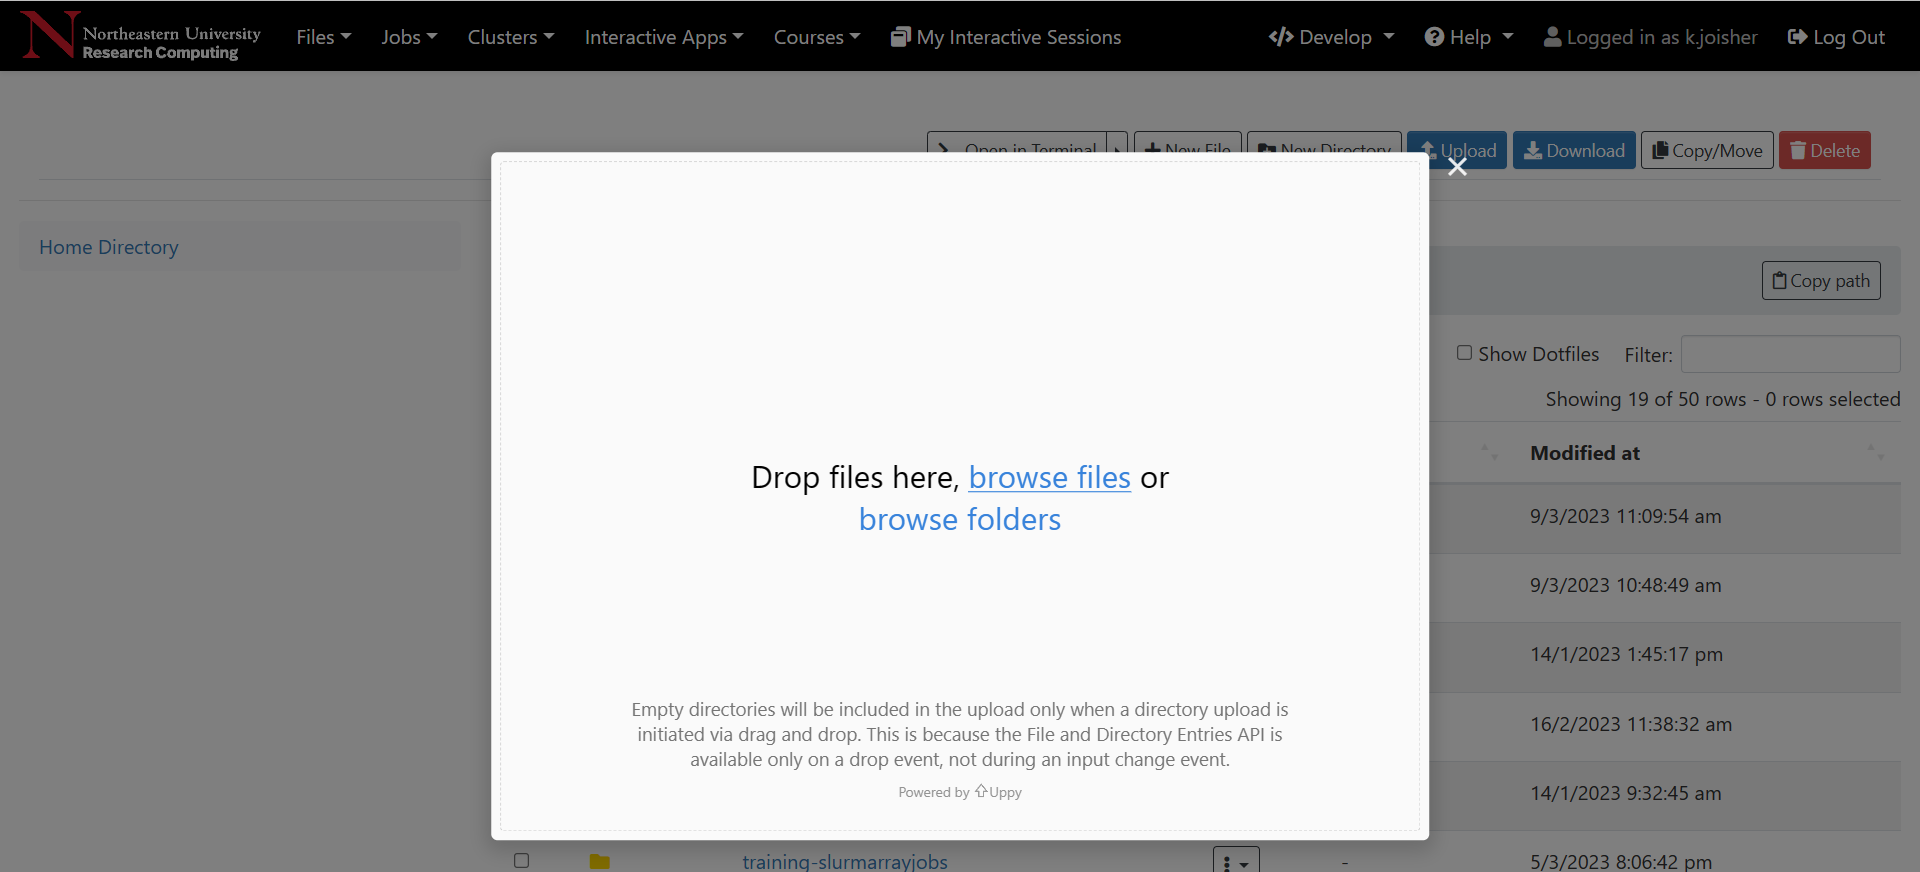 Northeastern University
Research Computing
Files Jobs Clusters Interactive Apps Courses My Interactive Sessions Develop Help Logged in as k.joisher Log Out
Open in Terminal New File New Directory Upload Download Copy/Move Delete
Home Directory
Copy path
Show Dotfiles Filter:
Showing 19 of 50 rows - 0 rows selected
Modified at
Drop files here, browse files or
browse folders
9/3/2023 11:09:54 am
9/3/2023 10:48:49 am
14/1/2023 1:45:17 pm
Empty directories will be included in the upload only when a directory upload is
initiated via drag and drop. This is because the File and Directory Entries API is
available only on a drop event, not during an input change event.
Powered by Uppy
16/2/2023 11:38:32 am
14/1/2023 9:32:45 am
training-slurmarrayjobs - 5/3/2023 8:06:42 pm